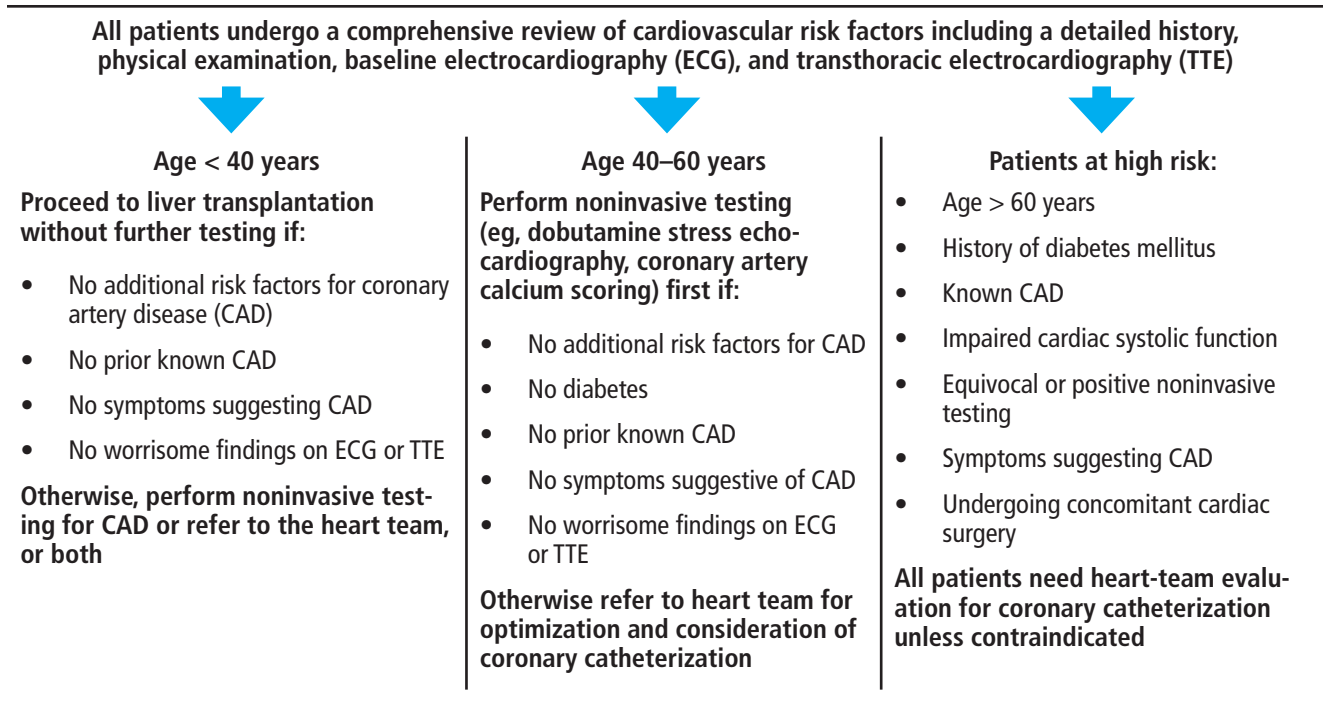 All patients undergo a comprehensive review of cardiovascular risk factors including a detailed history,
physical examination, baseline electrocardiography (ECG), and transthoracic electrocardiography (TTE)
Age < 40 years
Proceed to liver transplantation
without further testing if:
• No additional risk factors for coronary
artery disease (CAD)
• No prior known CAD
• No symptoms suggesting CAD
• No worrisome findings on ECG or TTE
Otherwise, perform noninvasive test-
ing for CAD or refer to the heart team,
or both
Age 40–60 years
Perform noninvasive testing
(eg, dobutamine stress echo-
cardiography, coronary artery
calcium scoring) first if:
• No additional risk factors for CAD
• No diabetes
• No prior known CAD
• No symptoms suggestive of CAD
• No worrisome findings on ECG
or TTE
Otherwise refer to heart team for
optimization and consideration of
coronary catheterization
Patients at high risk:
• Age > 60 years
• History of diabetes mellitus
• Known CAD
• Impaired cardiac systolic function
• Equivocal or positive noninvasive
testing
• Symptoms suggesting CAD
• Undergoing concomitant cardiac
surgery
All patients need heart-team evalu-
ation for coronary catheterization
unless contraindicated